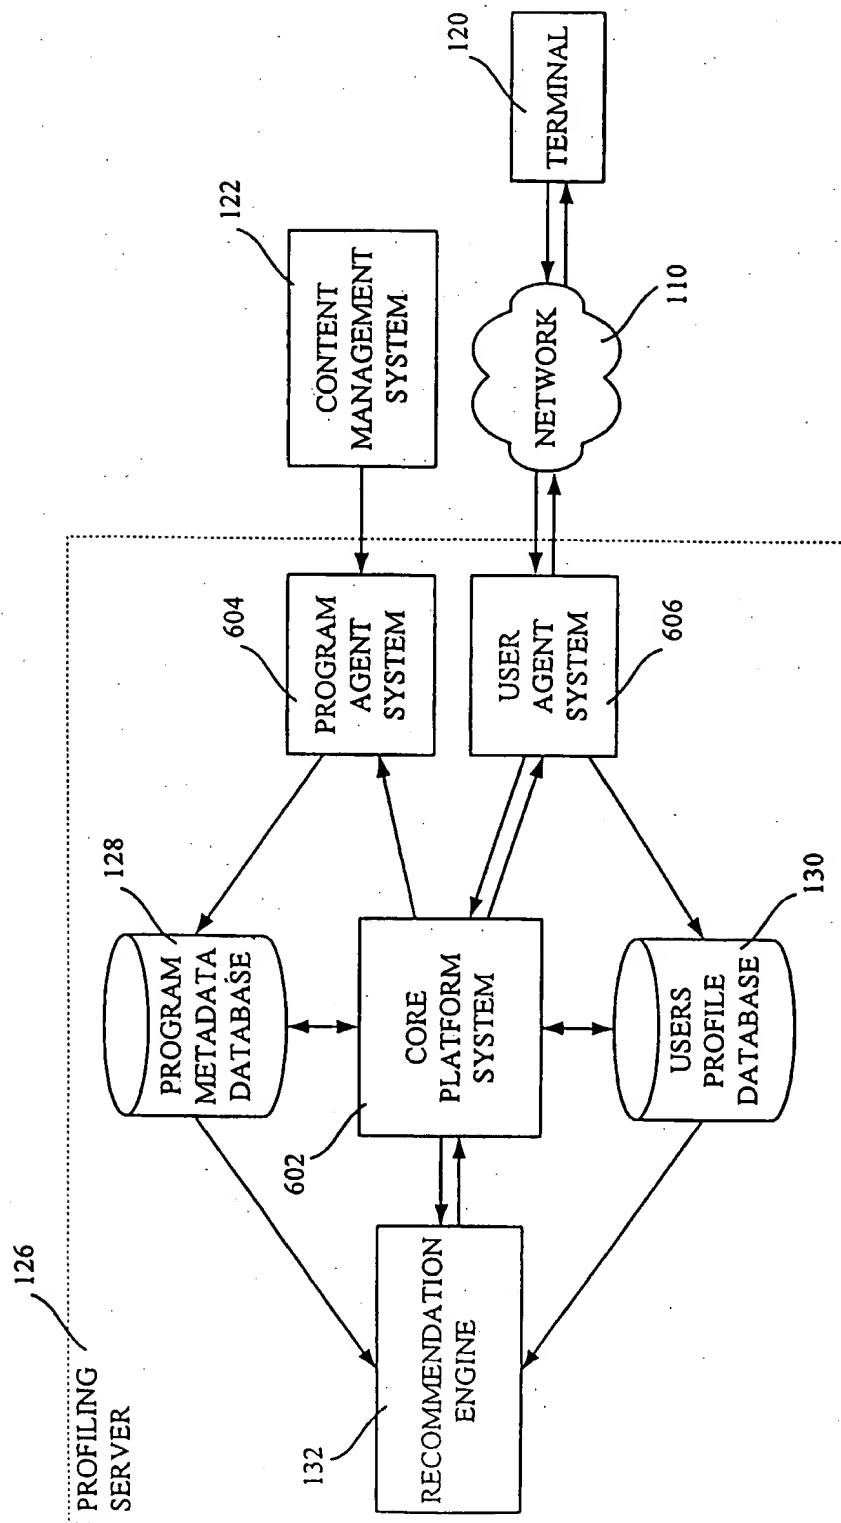 PROFILING
SERVER
126
RECOMMENDATION
ENGINE
132
PROGRAM
METADATA
DATABASE
128
CORE
PLATFORM
SYSTEM
602
USERS
PROFILE
DATABASE
130
PROGRAM
AGENT
SYSTEM
604
USER
AGENT
SYSTEM
606
CONTENT
MANAGEMENT
SYSTEM
122
NETWORK
110
TERMINAL
120